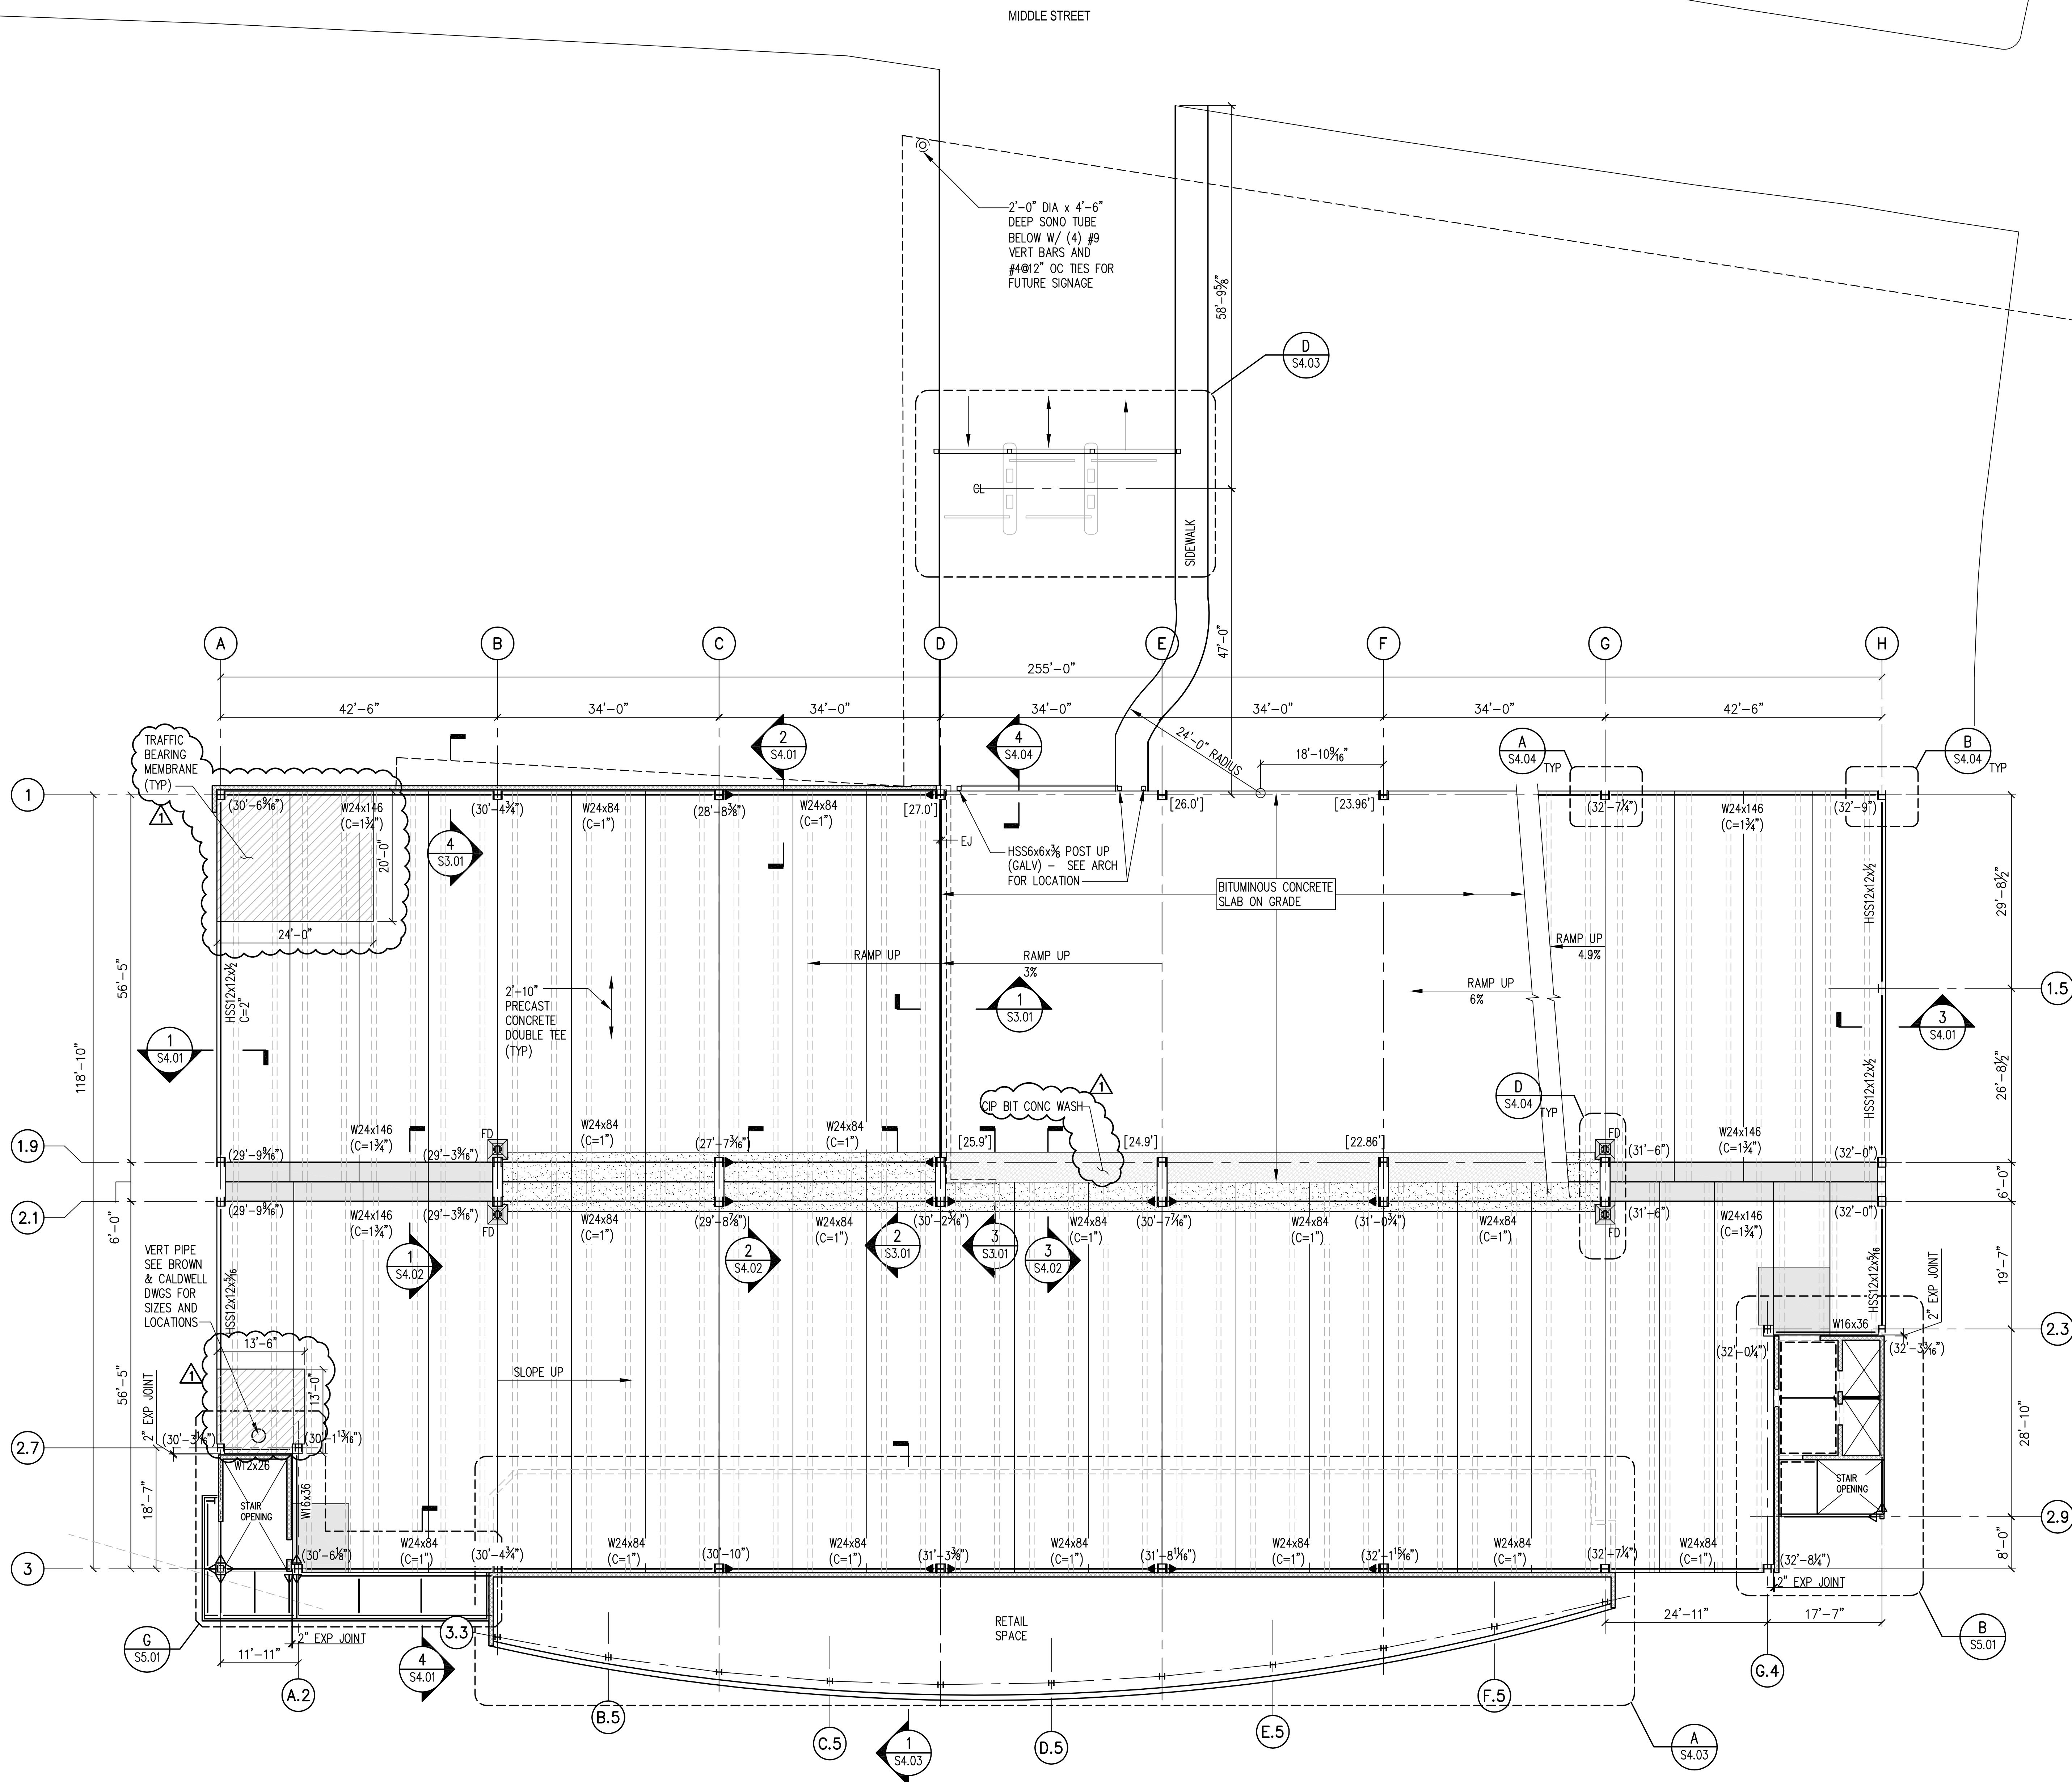 MIDDLE STREET
2'-0" DIA x 4'-6"
DEEP SONO TUBE
BELOW W/ (4) #9
VERT BARS AND
#4@12" OC TIES FOR
FUTURE SIGNAGE
58'-9⅝"
D
S4.03
CL
SIDEWALK
47'-0"
A
B
C
D
E
F
G
H
255'-0"
42'-6"
34'-0"
34'-0"
34'-0"
34'-0"
34'-0"
42'-6"
TRAFFIC
BEARING
MEMBRANE
(TYP)
1
2
S4.01
4
S4.04
24'-0" RADIUS
18'-10⁹⁄₁₆"
A
S4.04
TYP
B
S4.04
TYP
1
(30'-6⁹⁄₁₆")
W24x146
(C=1¾")
(30'-4¾")
W24x84
(C=1")
(28'-8⅜")
W24x84
(C=1")
[27.0']
[26.0']
[23.96']
(32'-7¼")
W24x146
(C=1¾")
(32'-9")
4
S3.01
20'-0"
24'-0"
EJ
HSS6x6x⅜ POST UP
(GALV) - SEE ARCH
FOR LOCATION
BITUMINOUS CONCRETE
SLAB ON GRADE
HSS12x12x½
29'-8½"
56'-5"
118'-10"
HSS12x12x½
C=2"
RAMP UP
RAMP UP
3%
RAMP UP
4.9%
RAMP UP
6%
2'-10"
PRECAST
CONCRETE
DOUBLE TEE
(TYP)
1
S3.01
1.5
1
S4.01
3
S4.01
HSS12x12x½
26'-8½"
CIP BIT CONC WASH
1
D
S4.04
TYP
1.9
(29'-9⁹⁄₁₆")
W24x146
(C=1¾")
(29'-3⁹⁄₁₆")
FD
W24x84
(C=1")
(27'-7³⁄₁₆")
W24x84
(C=1")
[25.9']
[24.9']
[22.86']
FD
(31'-6")
W24x146
(C=1¾")
(32'-0")
6'-0"
2.1
6'-0"
(29'-9⁹⁄₁₆")
W24x146
(C=1¾")
(29'-3⁹⁄₁₆")
FD
W24x84
(C=1")
(29'-8⅞")
W24x84
(C=1")
(30'-2³⁄₁₆")
W24x84
(C=1")
(30'-7⁷⁄₁₆")
W24x84
(C=1")
(31'-0¾")
W24x84
(C=1")
FD
(31'-6")
W24x146
(C=1¾")
(32'-0")
1
S4.02
2
S4.02
2
S3.01
3
S3.01
3
S4.02
VERT PIPE
SEE BROWN
& CALDWELL
DWGS FOR
SIZES AND
LOCATIONS
HSS12x12x⁵⁄₁₆
13'-6"
13'-0"
1
19'-7"
HSS12x12x⁵⁄₁₆
2" EXP JOINT
W16x36
2.3
(32'-0¼")
(32'-3³⁄₁₆")
SLOPE UP
56'-5"
2" EXP JOINT
2.7
(30'-1¹³⁄₁₆")
W12x26
18'-7"
STAIR
OPENING
W16x36
28'-10"
STAIR
OPENING
2.9
8'-0"
3
(30'-6⅛")
W24x84
(C=1")
(30'-4¾")
W24x84
(C=1")
(30'-10")
W24x84
(C=1")
(31'-3⅜")
W24x84
(C=1")
(31'-8¹¹⁄₁₆")
W24x84
(C=1")
(32'-1¹⁵⁄₁₆")
W24x84
(C=1")
(32'-7¼")
W24x84
(C=1")
(32'-8¼")
2" EXP JOINT
24'-11"
17'-7"
G
S5.01
2" EXP JOINT
11'-11"
4
S4.01
3.3
RETAIL
SPACE
B
S5.01
A.2
B.5
C.5
D.5
E.5
F.5
G.4
1
S4.03
A
S4.03